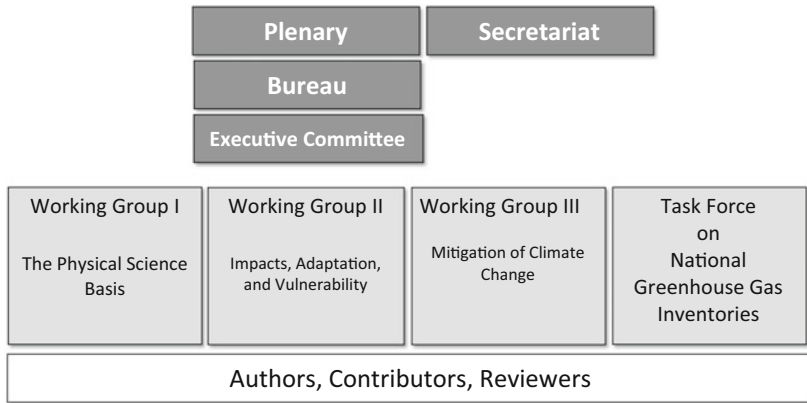 Plenary
Secretariat
Bureau
Executive Committee
Working Group I
The Physical Science
Basis
Working Group II
Impacts, Adaptation,
and Vulnerability
Working Group III
Mitigation of Climate
Change
Task Force
on
National
Greenhouse Gas
Inventories
Authors, Contributors, Reviewers